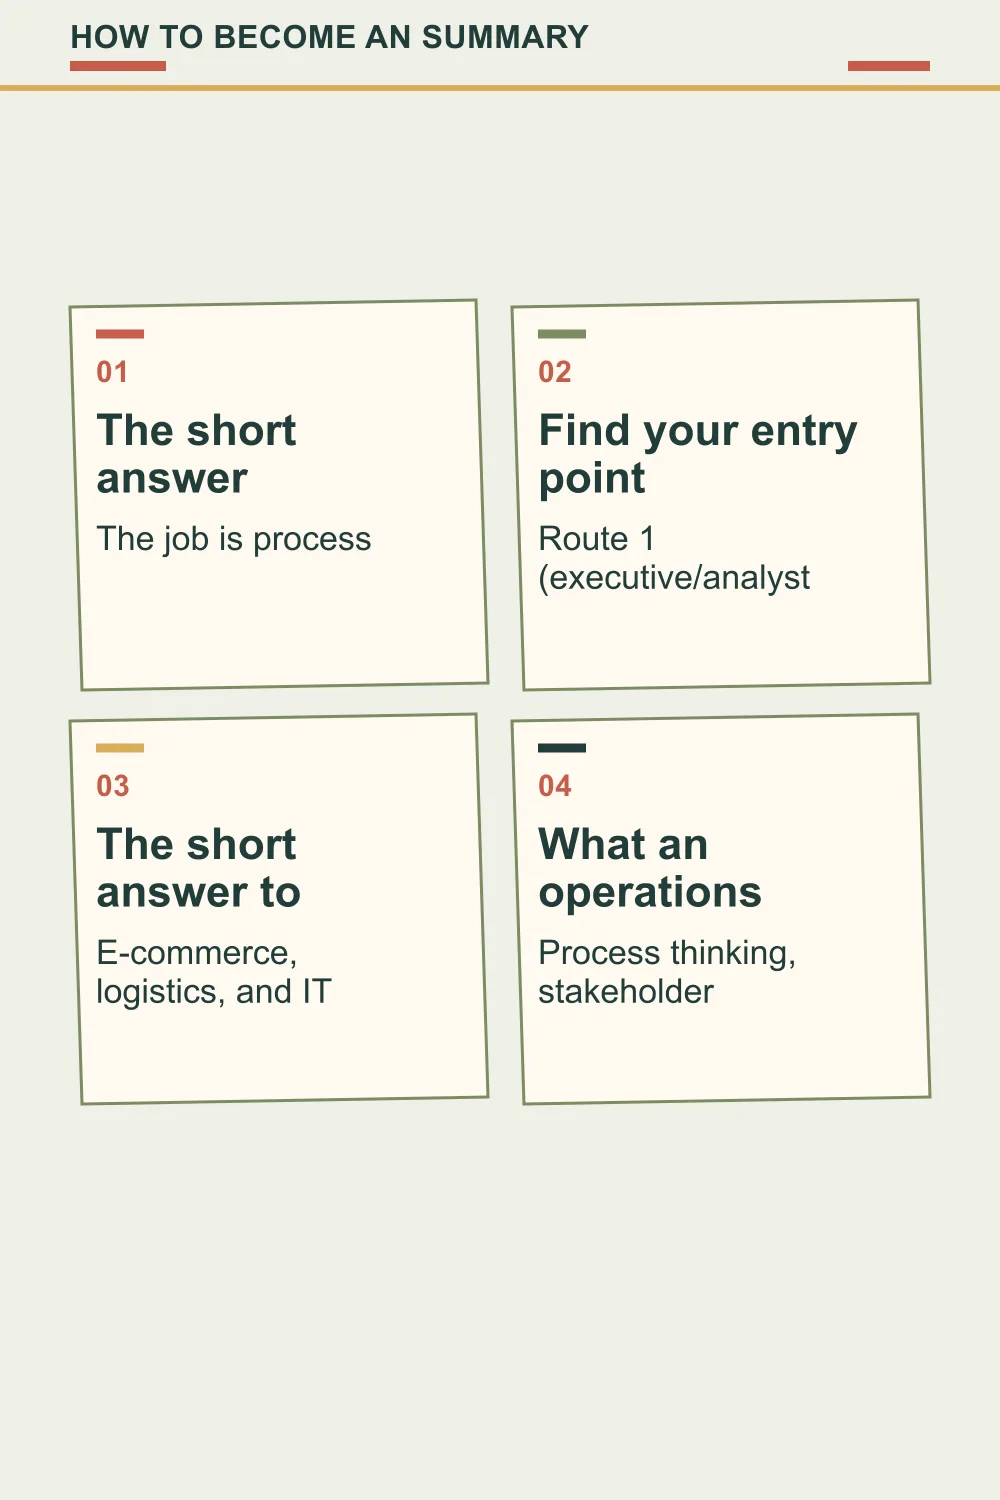 HOW TO BECOME AN SUMMARY
01
The short
answer
The job is process
02
Find your entry
point
Route 1
(executive/analyst
03
The short
answer to
E-commerce,
logistics, and IT
04
What an
operations
Process thinking,
stakeholder